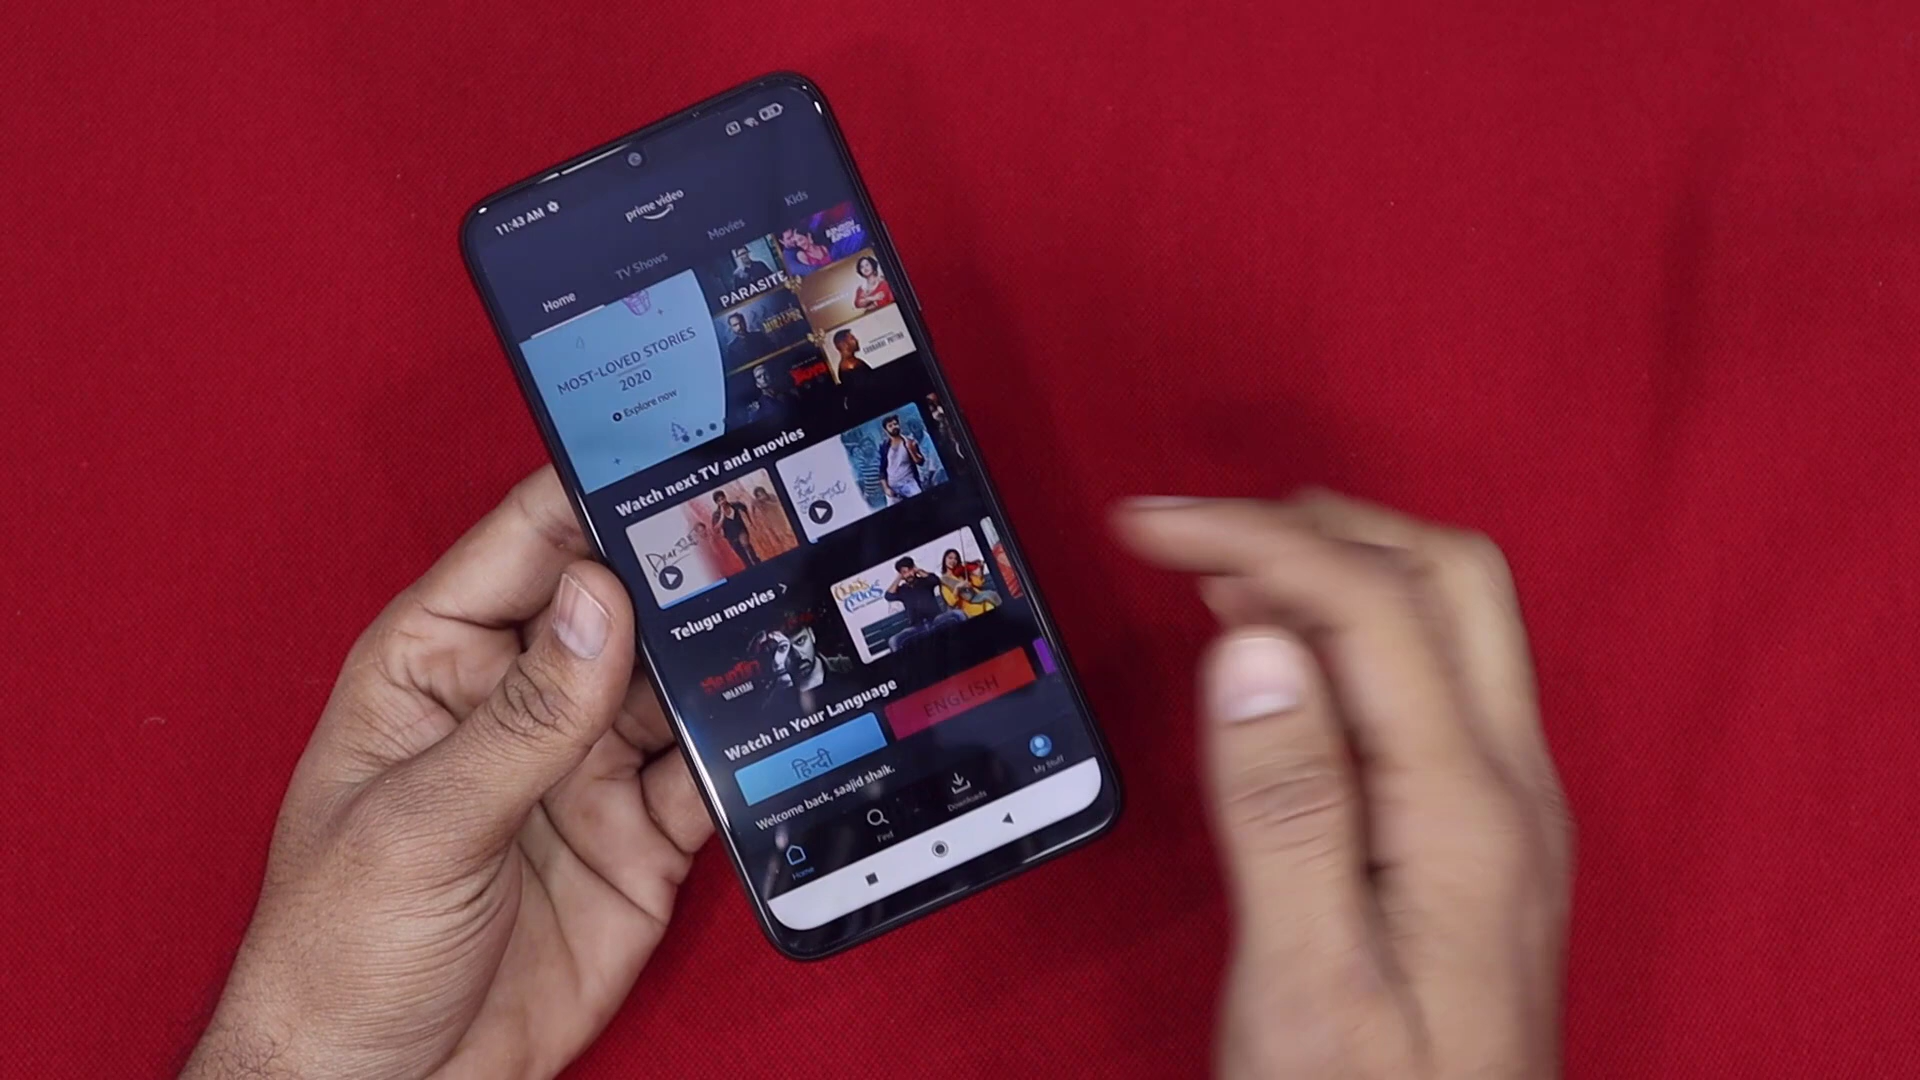 11:43 AM
prime video
Home
TV Shows
Movies
Kids
MOST-LOVED STORIES
2020
Explore now
PARASITE
Watch next TV and movies
Telugu movies
Watch in Your Language
हिन्दी
ENGLISH
Welcome back, saajid shaik.
Home
Find
Downloads
My Stuff